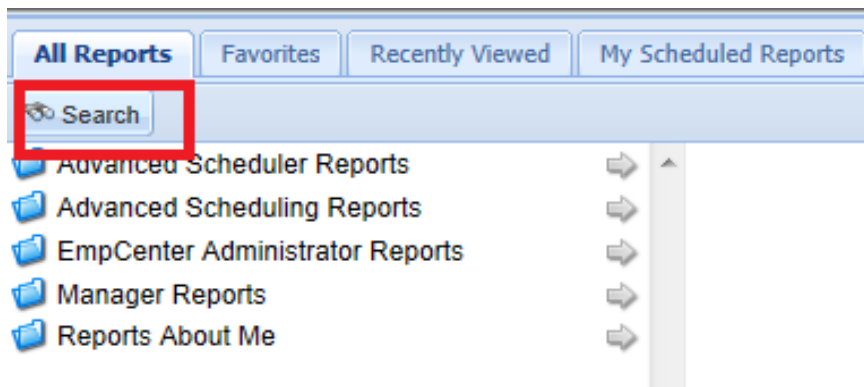 All Reports Favorites Recently Viewed My Scheduled Reports
Search
Advanced Scheduler Reports
Advanced Scheduling Reports
EmpCenter Administrator Reports
Manager Reports
Reports About Me